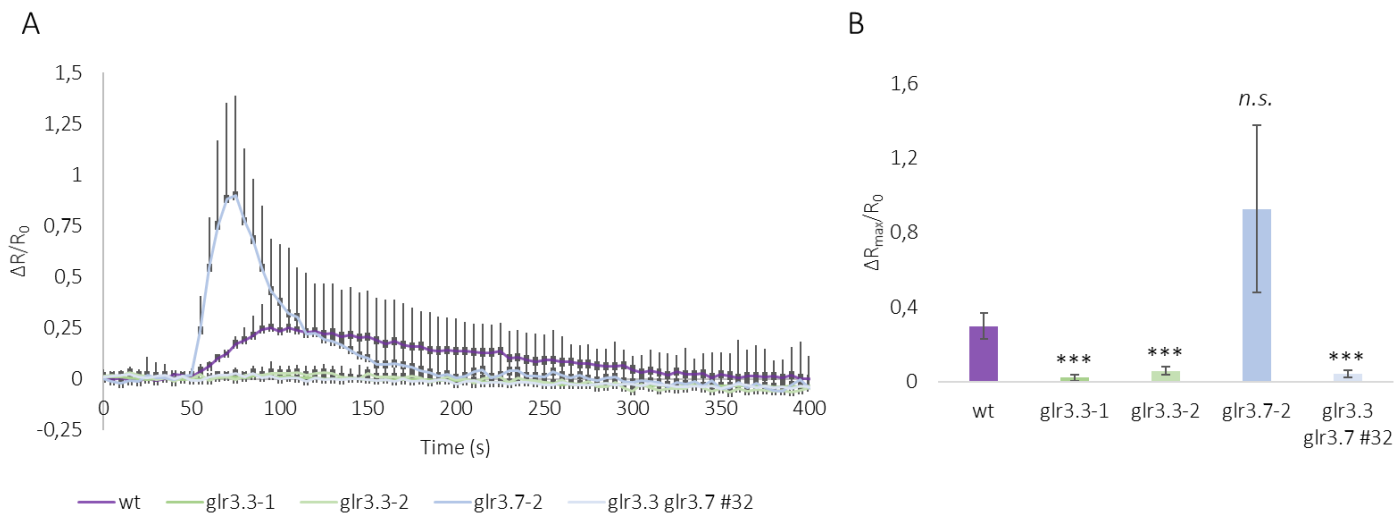 A
1,5
1,25
1
0,75
0,5
0,25
0
-0,25
ΔR/R0
0 50 100 150 200 250 300 350 400
Time (s)
wt glr3.3-1 glr3.3-2 glr3.7-2 glr3.3 glr3.7 #32
B
1,6
1,2
0,8
0,4
0
ΔRmax/R0
*** *** n.s. ***
wt glr3.3-1 glr3.3-2 glr3.7-2 glr3.3
glr3.7 #32